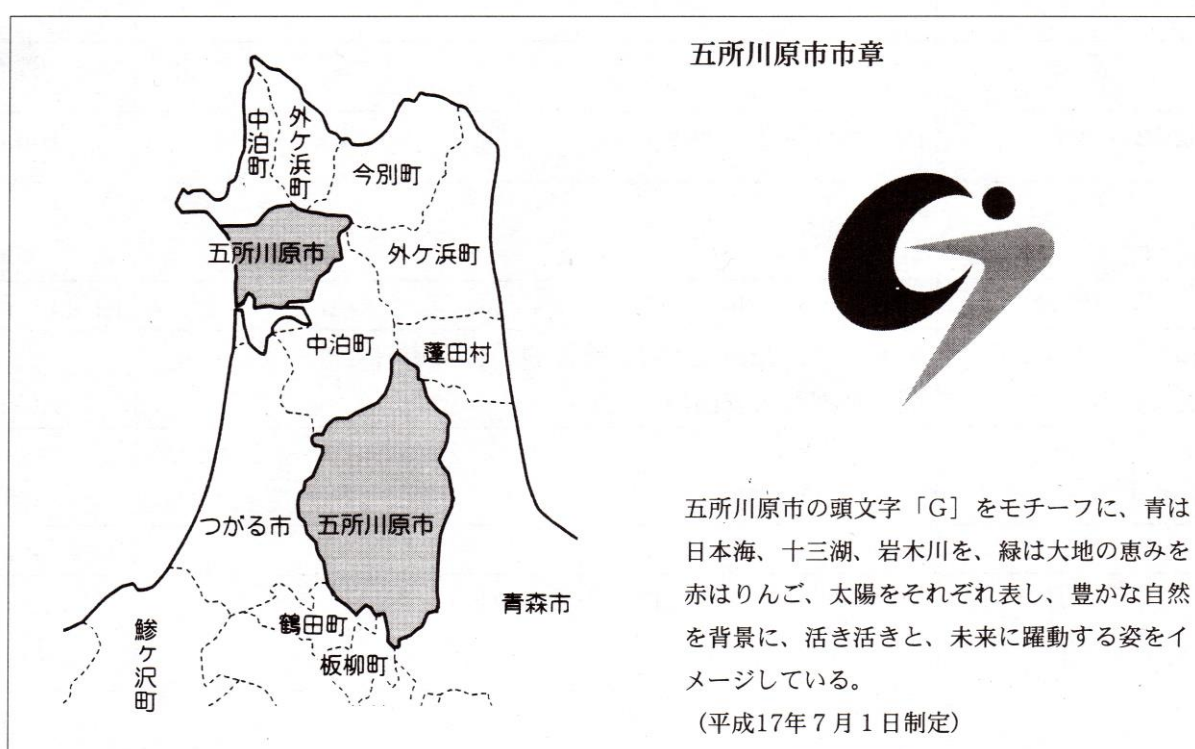 五所川原市市章
中泊町
外ケ浜町
今別町
五所川原市
外ケ浜町
中泊町
蓬田村
つがる市
五所川原市
青森市
鶴田町
板柳町
鰺ケ沢町
五所川原市の頭文字「G］をモチーフに、青は
日本海、十三湖、岩木川を、緑は大地の恵みを
赤はりんご、太陽をそれぞれ表し、豊かな自然
を背景に、活き活きと、未来に躍動する姿をイ
メージしている。
（平成17年７月１日制定）